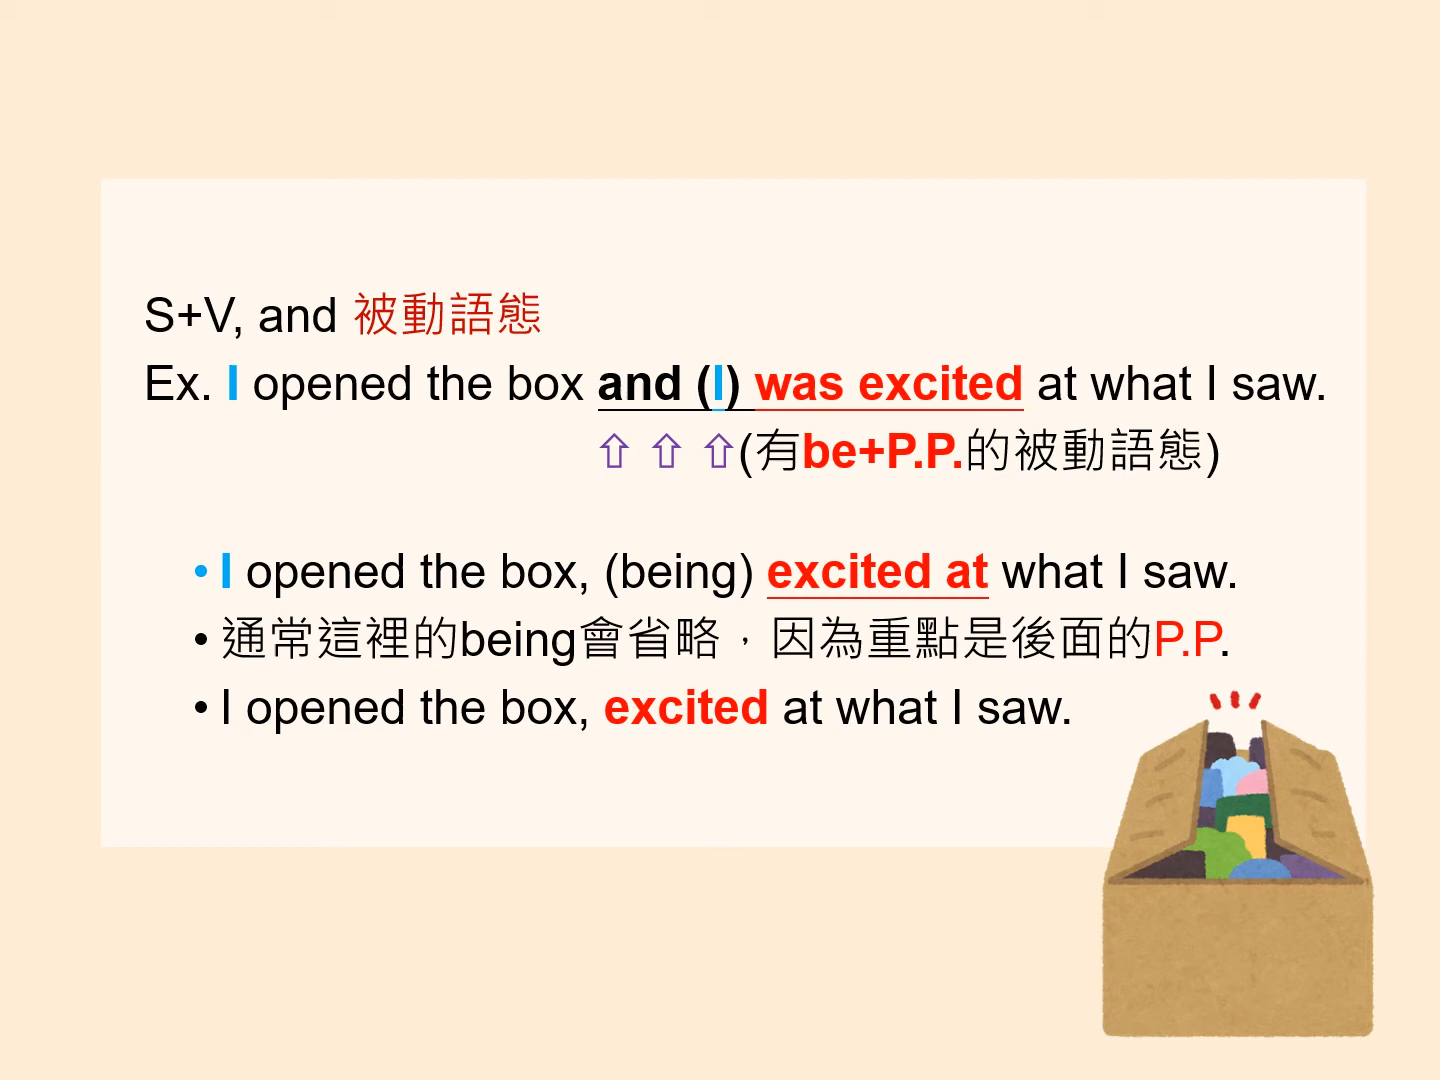 S+V, and 被動語態
Ex. I opened the box and (I) was excited at what I saw.
⇧ ⇧ ⇧(有be+P.P.的被動語態)
• I opened the box, (being) excited at what I saw.
• 通常這裡的being會省略，因為重點是後面的P.P.
• I opened the box, excited at what I saw.